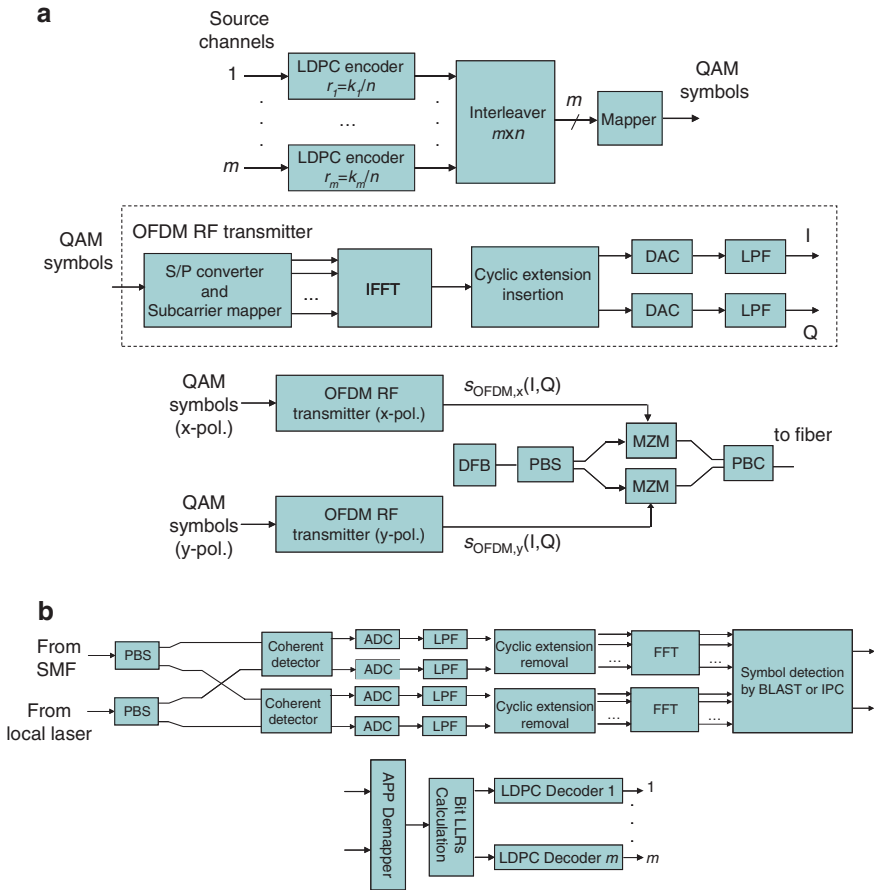 a
Source
channels
1
LDPC encoder
r₁=k₁/n
...
m
LDPC encoder
rₘ=kₘ/n
Interleaver
mxn
m
Mapper
QAM
symbols
OFDM RF transmitter
QAM
symbols
S/P converter
and
Subcarrier mapper
...
IFFT
Cyclic extension
insertion
DAC
LPF
I
DAC
LPF
Q
QAM
symbols
(x-pol.)
OFDM RF
transmitter (x-pol.)
s_OFDM,x(I,Q)
DFB
PBS
MZM
MZM
PBC
to fiber
QAM
symbols
(y-pol.)
OFDM RF
transmitter (y-pol.)
s_OFDM,y(I,Q)
b
From
SMF
PBS
From
local laser
PBS
Coherent
detector
Coherent
detector
ADC
LPF
ADC
LPF
ADC
LPF
ADC
LPF
Cyclic extension
removal
...
FFT
...
Cyclic extension
removal
...
FFT
...
Symbol detection
by BLAST or IPC
APP Demapper
Bit LLRs
Calculation
LDPC Decoder 1
1
LDPC Decoder m
m